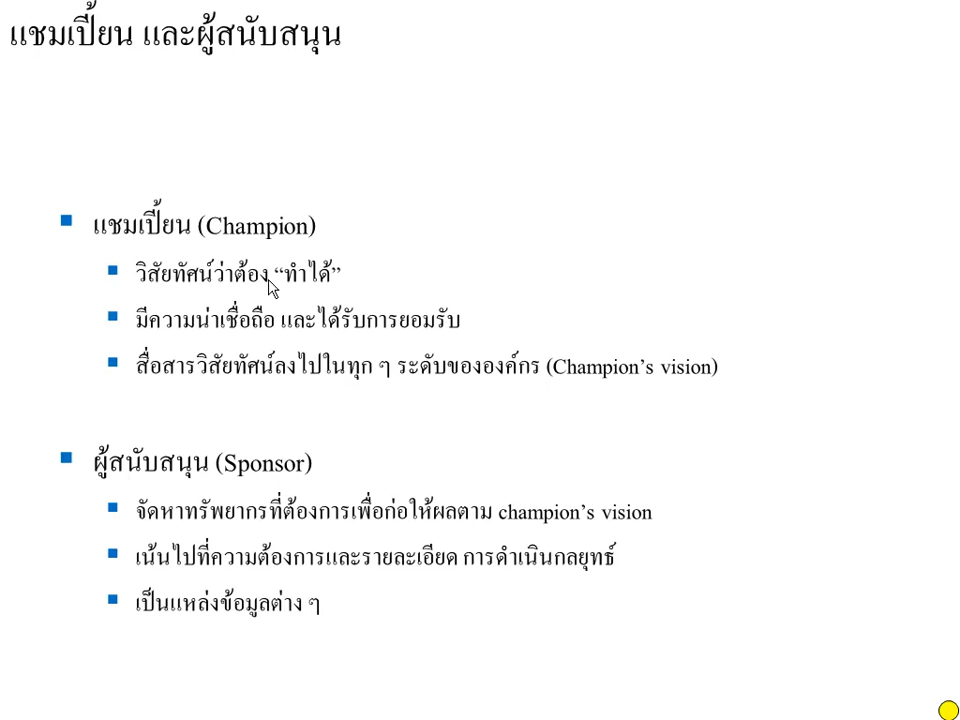 แชมเปี้ยน และผู้สนับสนุน
แชมเปี้ยน (Champion)
วิสัยทัศน์ว่าต้อง “ทำได้”
มีความน่าเชื่อถือ และได้รับการยอมรับ
สื่อสารวิสัยทัศน์ลงไปในทุก ๆ ระดับขององค์กร (Champion’s vision)
ผู้สนับสนุน (Sponsor)
จัดหาทรัพยากรที่ต้องการเพื่อก่อให้ผลตาม champion’s vision
เน้นไปที่ความต้องการและรายละเอียด การดำเนินกลยุทธ์
เป็นแหล่งข้อมูลต่าง ๆ